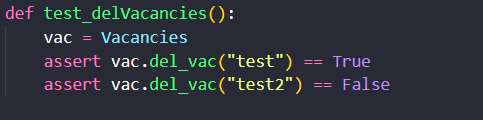 def test_delVacancies():
    vac = Vacancies
    assert vac.del_vac("test") == True
    assert vac.del_vac("test2") == False